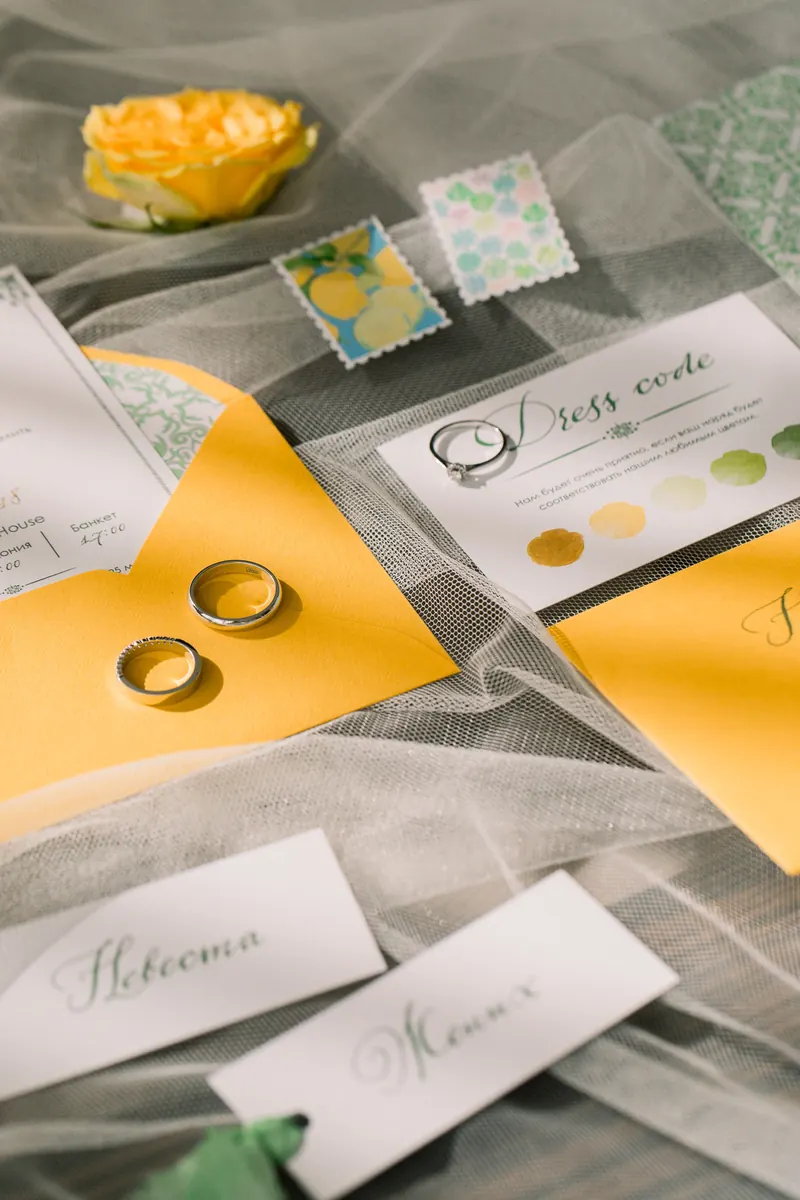 Dress code
Нам будет очень приятно, если ваш наряд будет
соответствовать нашим любимым цветам.
House
Банкет
17:00
:00
Невеста
Жених